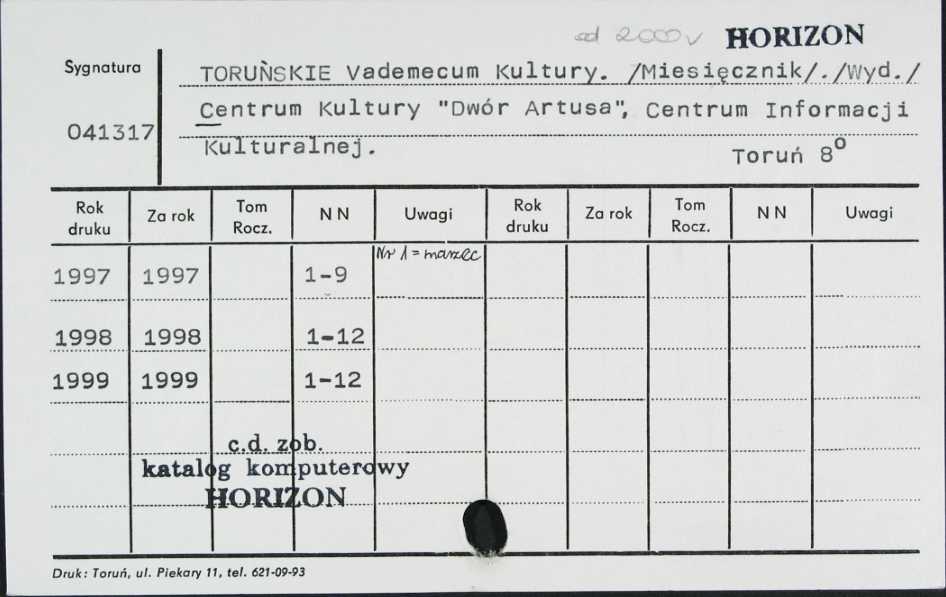 od 2000 v HORIZON
Sygnatura
041317
TORUŃSKIE Vademecum Kultury. /Miesięcznik/./Wyd./
Centrum Kultury "Dwór Artusa", Centrum Informacji
Kulturalnej.
Toruń 8º
Rok druku Za rok Tom Rocz. N N Uwagi Rok druku Za rok Tom Rocz. N N Uwagi
Nr 1 = marzec
1997 1997 1-9
1998 1998 1-12
1999 1999 1-12
c.d. zob.
katalog komputerowy
HORIZON
Druk: Toruń, ul. Piekary 11, tel. 621-09-93